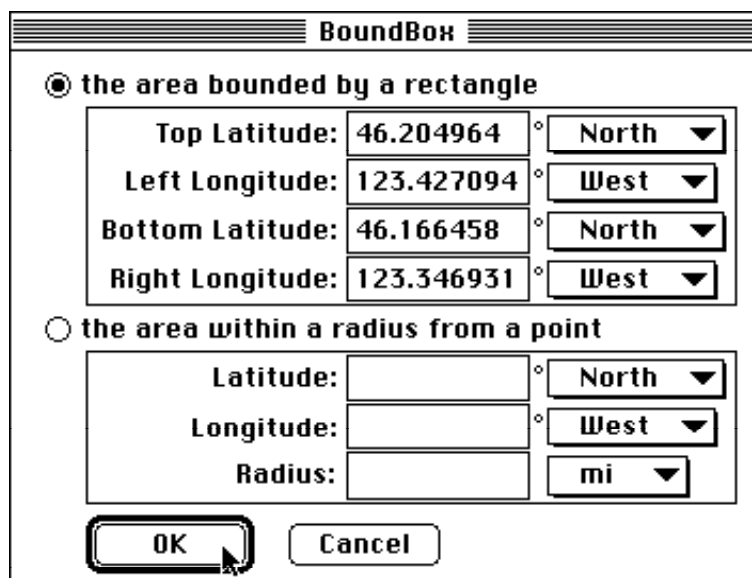 BoundBox
the area bounded by a rectangle
Top Latitude: 46.204964 ° North
Left Longitude: 123.427094 ° West
Bottom Latitude: 46.166458 ° North
Right Longitude: 123.346931 ° West
the area within a radius from a point
Latitude: ° North
Longitude: ° West
Radius: mi
OK Cancel